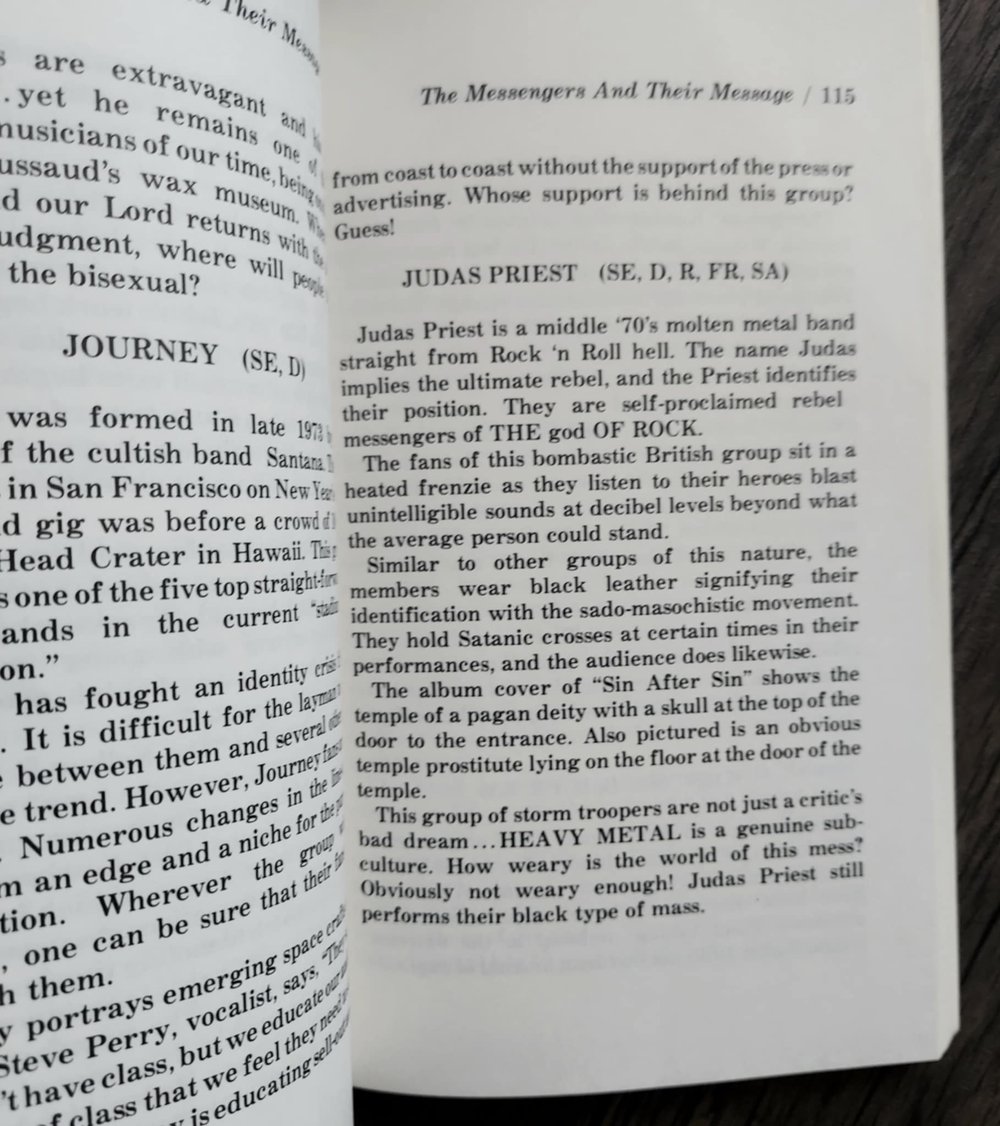 Their
s are extravagant and
. yet he remains one of
musicians of our time, being
ussaud's wax museum.
d our Lord returns with the
udgment, where will people
the bisexual?
JOURNEY (SE, D)
was formed in late 1973
f the cultish band Santana.
in San Francisco on New Year
d gig was before a crowd of
Head Crater in Hawaii. This
s one of the five top straight-
ands in the current
on."
has fought an identity crisis
. It is difficult for the layman
between them and several
e trend. However, Journey
. Numerous changes in the
m an edge and a niche for the
tion. Wherever the group
, one can be sure that their
h them.
y portrays emerging space
Steve Perry, vocalist, says,
't have class, but we educate our
of class that we feel they need
is educating
The Messengers And Their Message / 115
from coast to coast without the support of the press or
advertising. Whose support is behind this group?
Guess!
JUDAS PRIEST (SE, D, R, FR, SA)
Judas Priest is a middle '70's molten metal band
straight from Rock 'n Roll hell. The name Judas
implies the ultimate rebel, and the Priest identifies
their position. They are self-proclaimed rebel
messengers of THE god OF ROCK.
The fans of this bombastic British group sit in a
heated frenzie as they listen to their heroes blast
unintelligible sounds at decibel levels beyond what
the average person could stand.
Similar to other groups of this nature, the
members wear black leather signifying their
identification with the sado-masochistic movement.
They hold Satanic crosses at certain times in their
performances, and the audience does likewise.
The album cover of "Sin After Sin" shows the
temple of a pagan deity with a skull at the top of the
door to the entrance. Also pictured is an obvious
temple prostitute lying on the floor at the door of the
temple.
This group of storm troopers are not just a critic's
bad dream...HEAVY METAL is a genuine sub-
culture. How weary is the world of this mess?
Obviously not weary enough! Judas Priest still
performs their black type of mass.